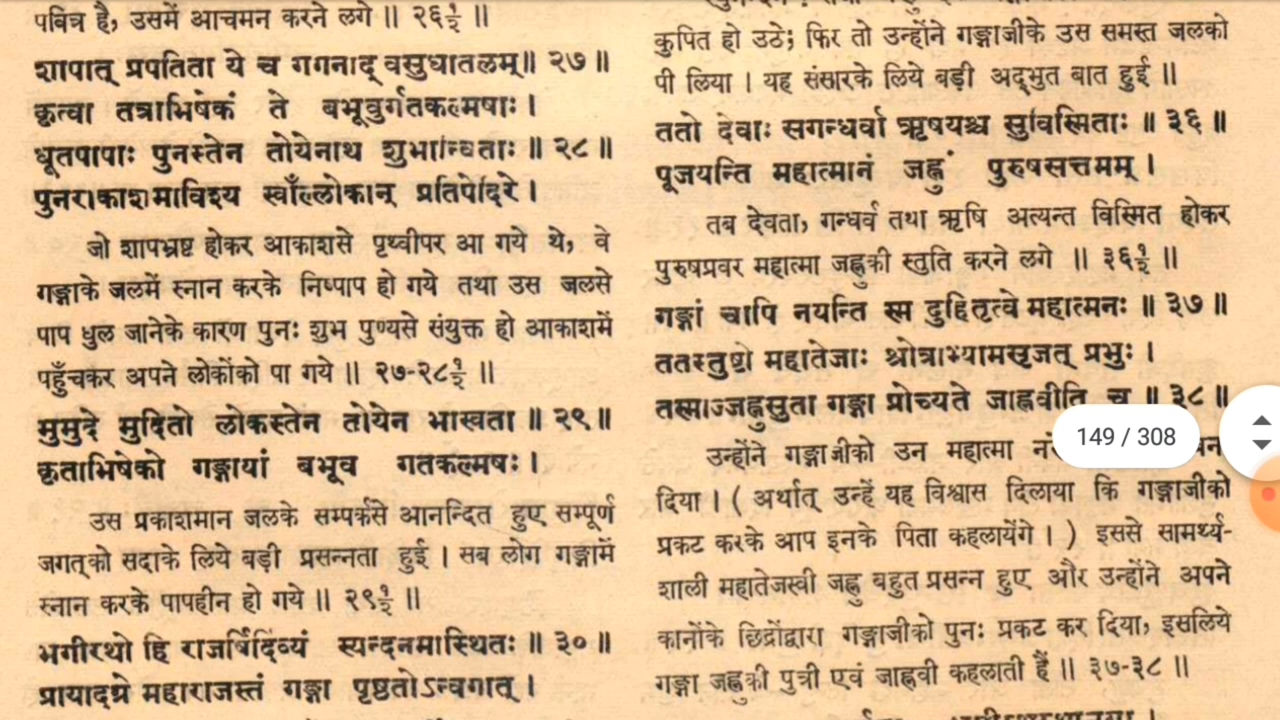 पवित्र है, उसमें आचमन करने लगे ॥ २६½ ॥
शापात् प्रपतिता ये च गगनाद् वसुधातलम्॥ २७ ॥
कृत्वा तत्राभिषेकं ते बभूवुर्गतकल्मषाः ।
धूतपापाः पुनस्तेन तोयेनाथ शुभान्विताः ॥ २८ ॥
पुनराकाशमाविश्य स्वाँल्लोकान् प्रतिपेदिरे ।
जो शापभ्रष्ट होकर आकाशसे पृथ्वीपर आ गये थे, वे
गङ्गाके जलमें स्नान करके निष्पाप हो गये तथा उस जलसे
पाप धुल जानेके कारण पुनः शुभ पुण्यसे संयुक्त हो आकाशमें
पहुँचकर अपने लोकोंको पा गये ॥ २७-२८½ ॥
मुमुदे मुदितो लोकस्तेन तोयेन भास्वता ॥ २९ ॥
कृताभिषेको गङ्गायां बभूव गतकल्मषः ।
उस प्रकाशमान जलके सम्पर्कसे आनन्दित हुए सम्पूर्ण
जगत्को सदाके लिये बड़ी प्रसन्नता हुई । सब लोग गङ्गामें
स्नान करके पापहीन हो गये ॥ २९½ ॥
भगीरथो हि राजर्षिर्दिव्यं स्यन्दनमास्थितः ॥ ३० ॥
प्रायादग्रे महाराजस्तं गङ्गा पृष्ठतोऽन्वगात् ।
कुपित हो उठे; फिर तो उन्होंने गङ्गाजीके उस समस्त जलको
पी लिया । यह संसारके लिये बड़ी अद्भुत बात हुई ॥
ततो देवाः सगन्धर्वा ऋषयश्च सुविस्मिताः ॥ ३६ ॥
पूजयन्ति महात्मानं जह्नुं पुरुषसत्तमम् ।
तब देवता, गन्धर्व तथा ऋषि अत्यन्त विस्मित होकर
पुरुषप्रवर महात्मा जह्नुकी स्तुति करने लगे ॥ ३६½ ॥
गङ्गां चापि नयन्ति स्म दुहितृत्वे महात्मनः ॥ ३७ ॥
ततस्तुष्टो महातेजाः श्रोत्राभ्यामसृजत् प्रभुः ।
तस्माज्जह्नुसुता गङ्गा प्रोच्यते जाह्नवीति च ॥ ३८ ॥
149 / 308
उन्होंने गङ्गाजीको उन महात्मा
दिया । ( अर्थात् उन्हें यह विश्वास दिलाया कि गङ्गाजीको
प्रकट करके आप इनके पिता कहलायेंगे । ) इससे सामर्थ्य-
शाली महातेजस्वी जह्नु बहुत प्रसन्न हुए और उन्होंने अपने
कानोंके छिद्रोंद्वारा गङ्गाजीको पुनः प्रकट कर दिया, इसलिये
गङ्गा जह्नुकी पुत्री एवं जाह्नवी कहलाती हैं ॥ ३७-३८ ॥